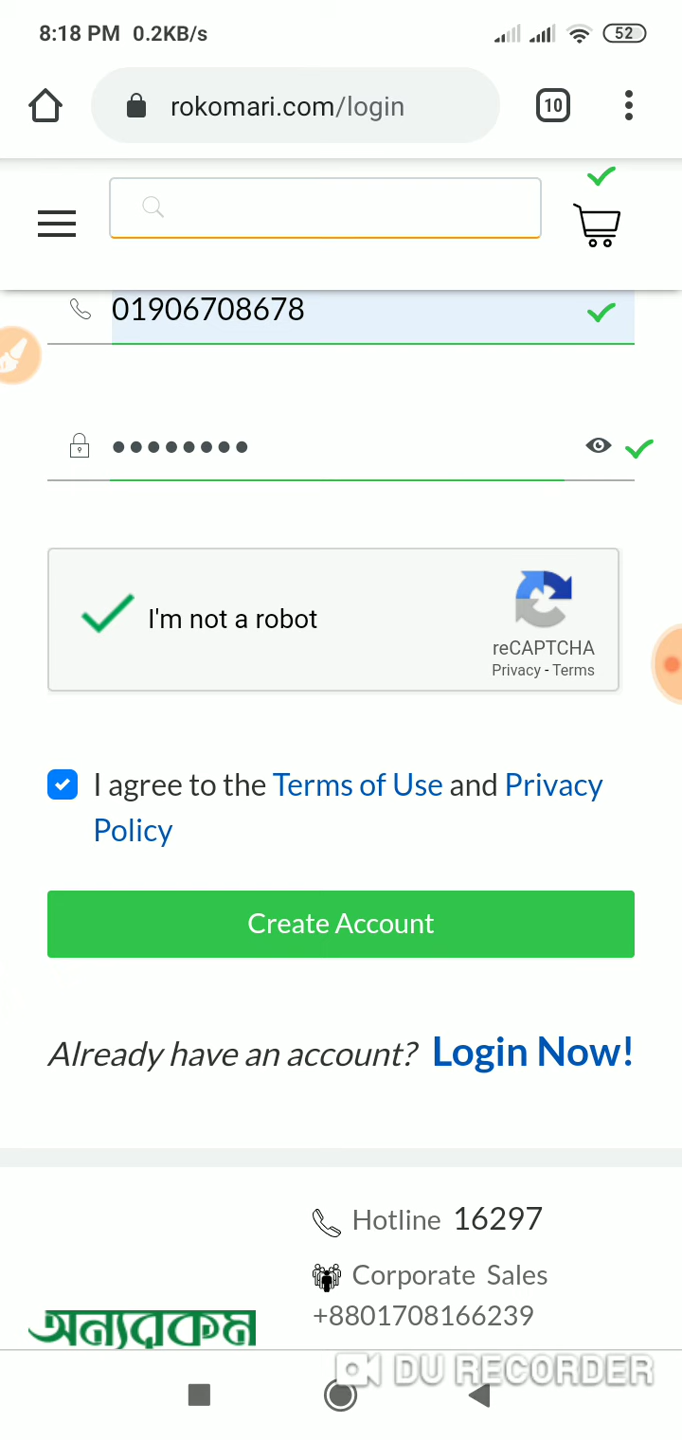 8:18 PM 0.2KB/s 52
rokomari.com/login 10
01906708678
I'm not a robot
reCAPTCHA
Privacy - Terms
I agree to the Terms of Use and Privacy
Policy
Create Account
Already have an account? Login Now!
Hotline 16297
Corporate Sales
+8801708166239
অন্যরকম
DU RECORDER